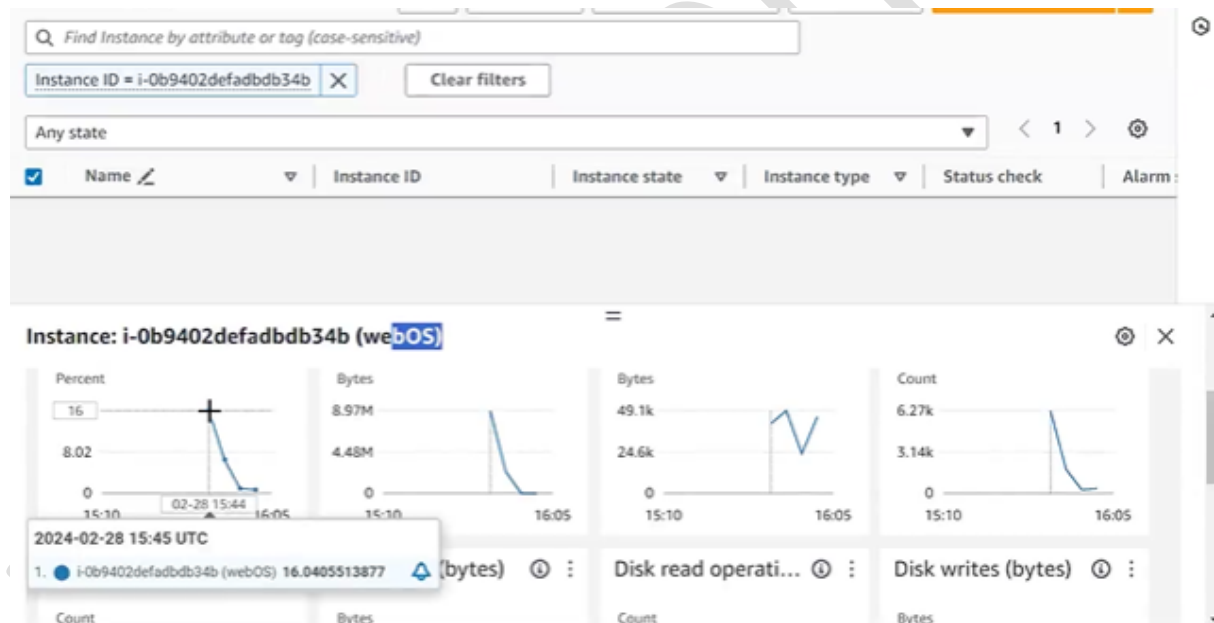 Find Instance by attribute or tag (case-sensitive)
Instance ID = i-0b9402defadbdb34b
Clear filters
Any state
1
Name Instance ID Instance state Instance type Status check Alarm
Instance: i-0b9402defadbdb34b (webOS)
Percent Bytes Bytes Count
16 8.97M 49.1k 6.27k
8.02 4.48M 24.6k 3.14k
0 0 0 0
02-28 15:44
15:10 16:05 15:10 16:05 15:10 16:05 15:10 16:05
2024-02-28 15:45 UTC
1. i-0b9402defadbdb34b (webOS) 16.0405513877
(bytes) Disk read operati... Disk writes (bytes)
Count Bytes Count Bytes